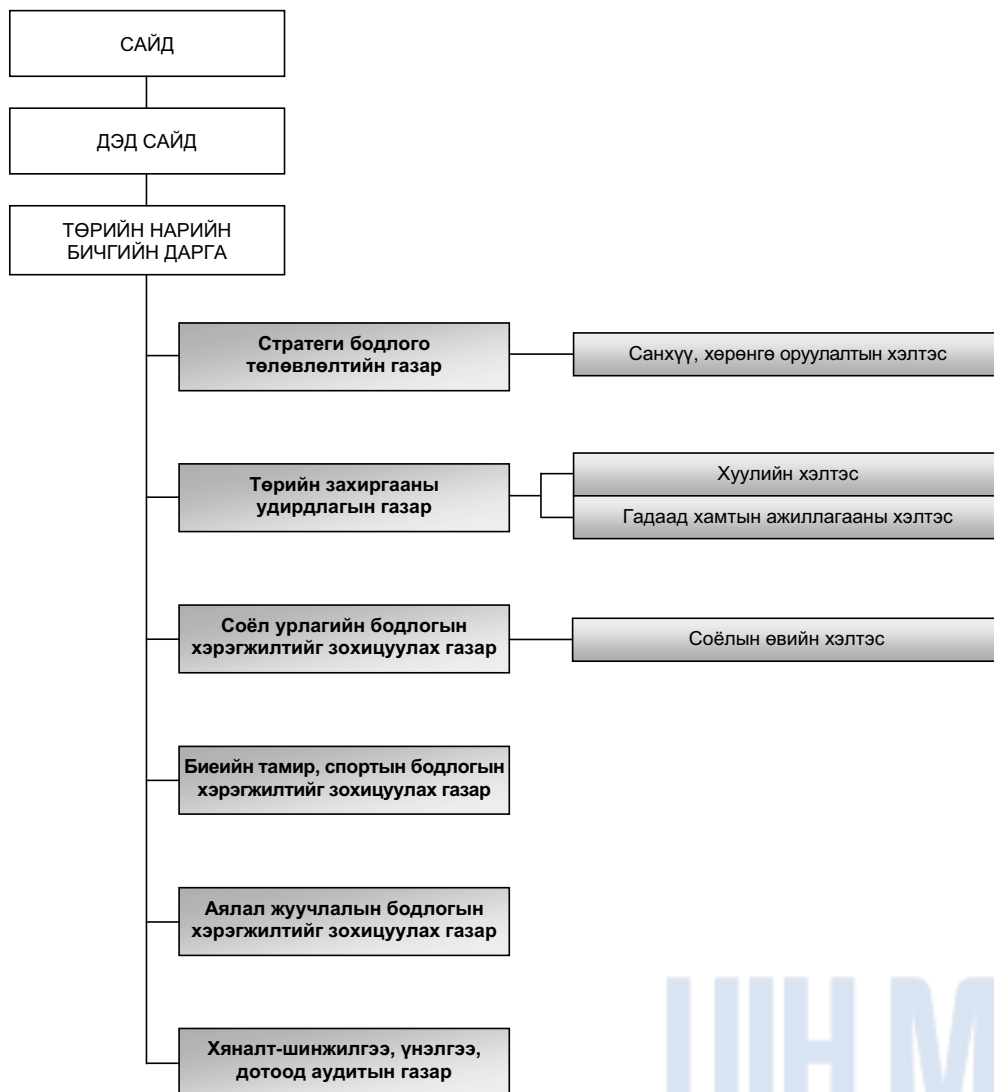 САЙД
ДЭД САЙД
ТӨРИЙН НАРИЙН
БИЧГИЙН ДАРГА
Стратеги бодлого
төлөвлөлтийн газар
Санхүү, хөрөнгө оруулалтын хэлтэс
Төрийн захиргааны
удирдлагын газар
Хуулийн хэлтэс
Гадаад хамтын ажиллагааны хэлтэс
Соёл урлагийн бодлогын
хэрэгжилтийг зохицуулах газар
Соёлын өвийн хэлтэс
Биеийн тамир, спортын бодлогын
хэрэгжилтийг зохицуулах газар
Аялал жуучлалын бодлогын
хэрэгжилтийг зохицуулах газар
Хяналт-шинжилгээ, үнэлгээ,
дотоод аудитын газар